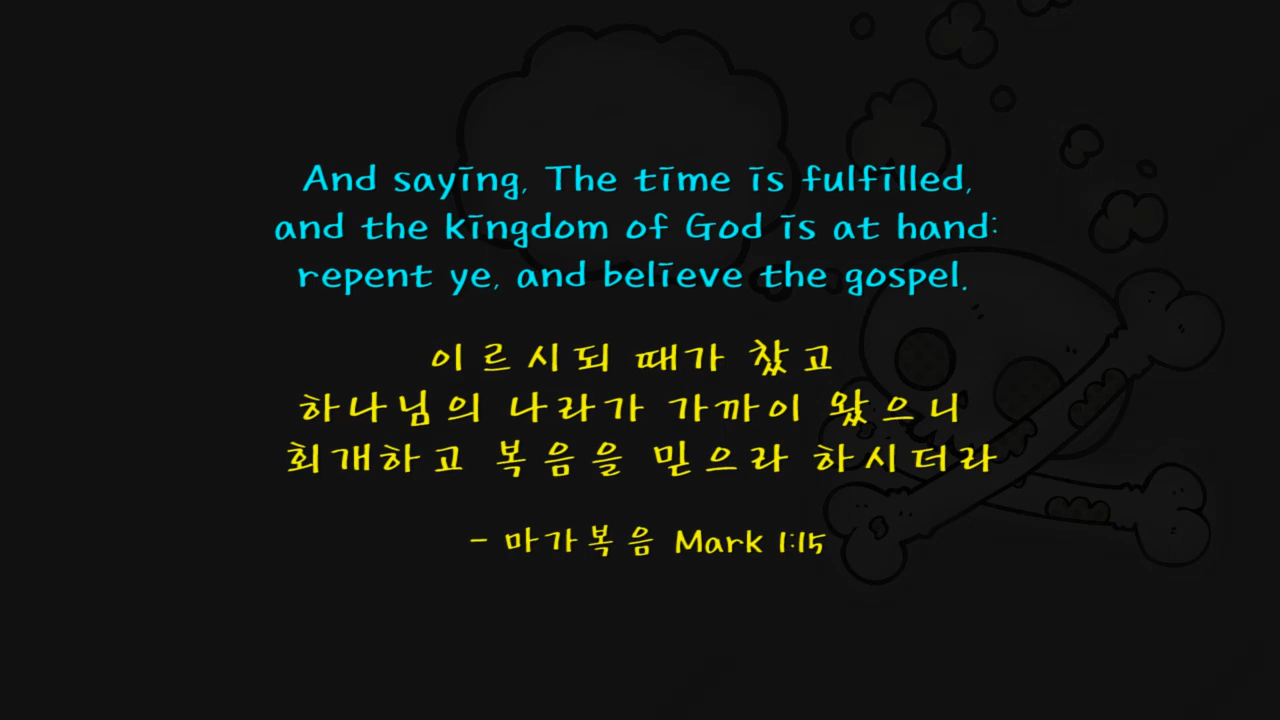 And saying, The time is fulfilled,
and the kingdom of God is at hand:
repent ye, and believe the gospel.
이르시되 때가 찼고
하나님의 나라가 가까이 왔으니
회개하고 복음을 믿으라 하시더라
- 마가복음 Mark 1:15